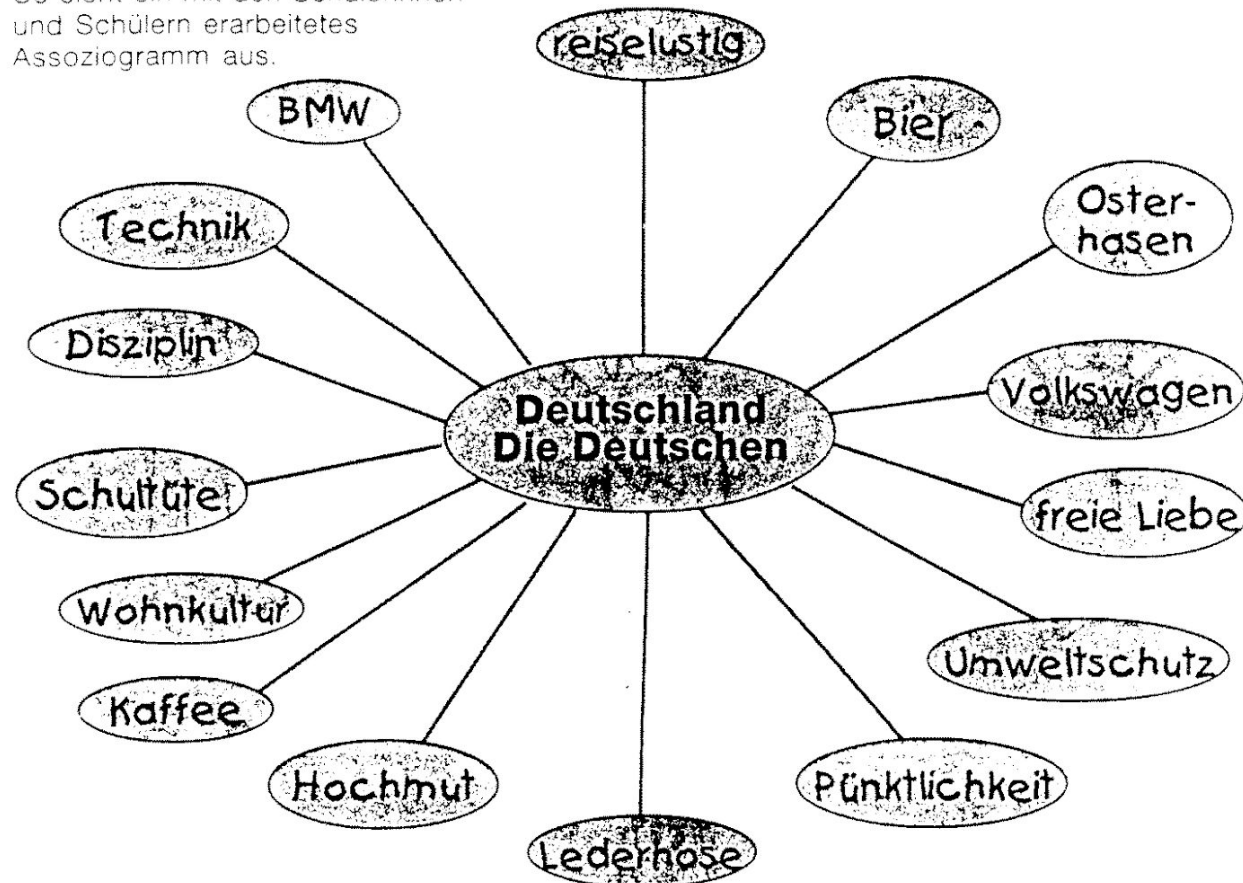 und Schülern erarbeitetes
Assoziogramm aus.
reiselustig
BMW
Bier
Oster-
hasen
Technik
Disziplin
Volkswagen
Deutschland
Die Deutschen
Schultüte
freie Liebe
Wohnkultur
Umweltschutz
Kaffee
Hochmut
Pünktlichkeit
Lederhose